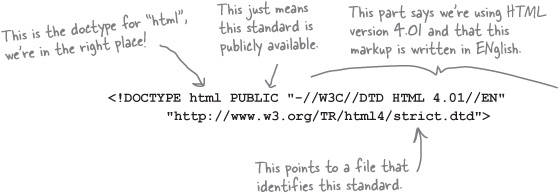 This is the doctype for "html",
we're in the right place!
This just means
this standard is
publicly available.
This part says we're using HTML
version 4.01 and that this
markup is written in ENglish.
<!DOCTYPE html PUBLIC "-//W3C//DTD HTML 4.01//EN"
"http://www.w3.org/TR/html4/strict.dtd">
This points to a file that
identifies this standard.